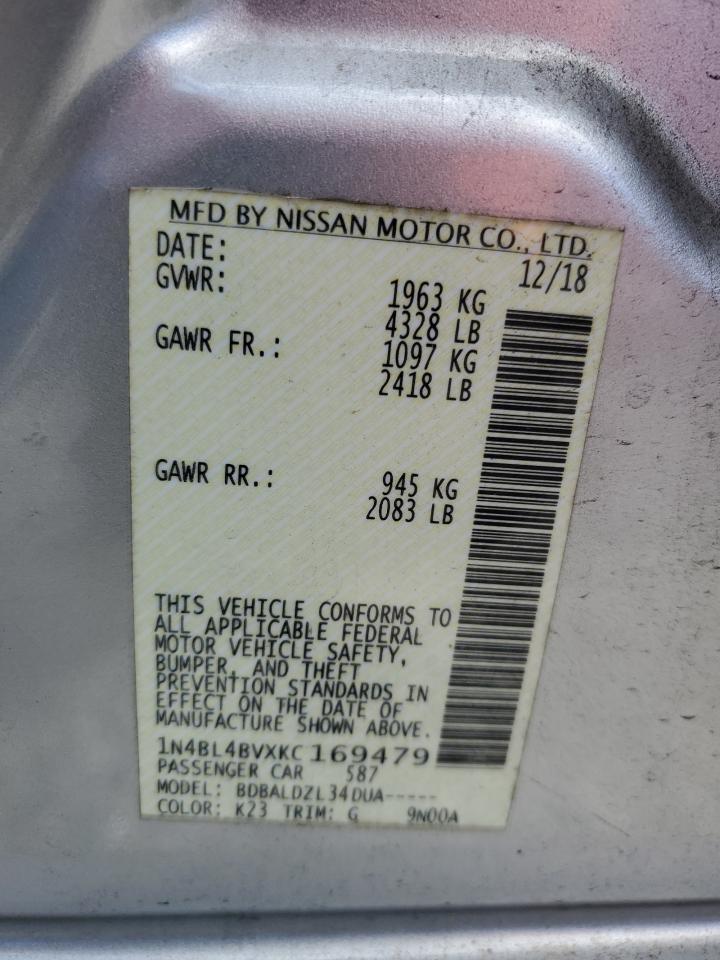 MFD BY NISSAN MOTOR CO., LTD.
DATE: 12/18
GVWR: 1963 KG
4328 LB
GAWR FR.: 1097 KG
2418 LB
GAWR RR.: 945 KG
2083 LB
THIS VEHICLE CONFORMS TO
ALL APPLICABLE FEDERAL
MOTOR VEHICLE SAFETY,
BUMPER, AND THEFT
PREVENTION STANDARDS IN
EFFECT ON THE DATE OF
MANUFACTURE SHOWN ABOVE.
1N4BL4BVXKC169479
PASSENGER CAR 587
MODEL: BDBALDZL34DUA-----
COLOR: K23 TRIM: G 9N00A